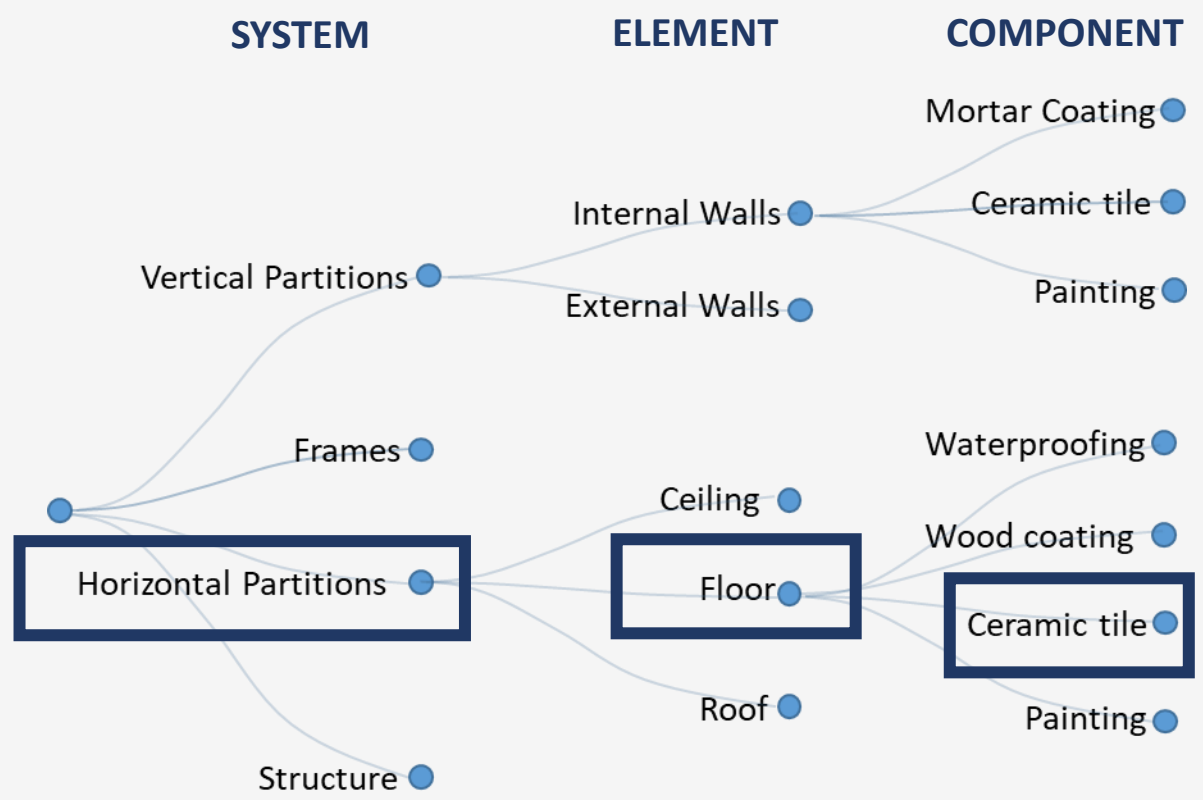 SYSTEM ELEMENT COMPONENT
Mortar Coating
Internal Walls
Ceramic tile
Vertical Partitions
External Walls
Painting
Frames
Waterproofing
Ceiling
Wood coating
Horizontal Partitions
Floor
Ceramic tile
Roof
Painting
Structure